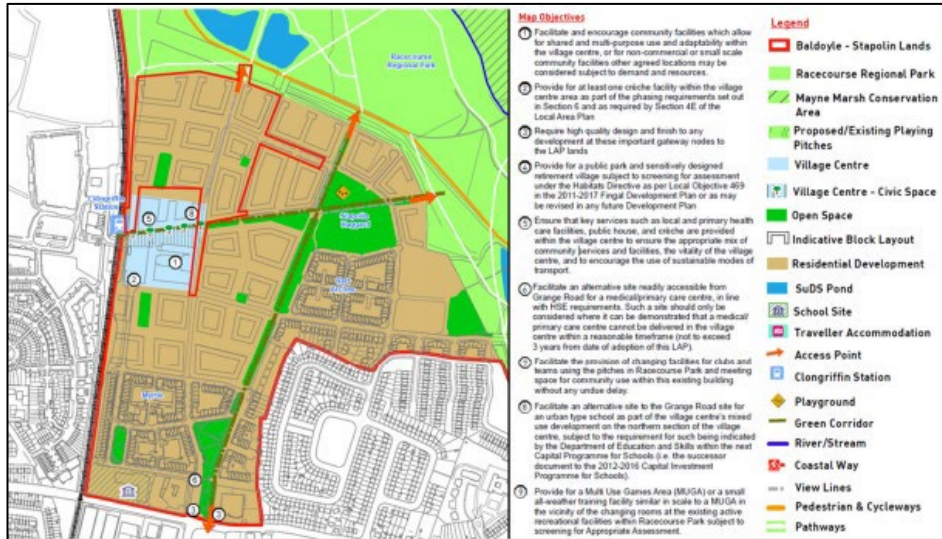 Racecourse
Regional Park
Clongriffin
Station
5
8
1
2
Stapolin
Haggard
Myrtle
6
3
3
Map Objectives
1 Facilitate and encourage community facilities which allow
for shared and multi-purpose use and adaptability within
the village centre, or for non-commercial or small scale
community facilities other agreed locations may be
considered subject to demand and resources.
2 Provide for at least one crèche facility within the village
centre area as part of the phasing requirements set out
in Section 6 and as required by Section 4E of the
Local Area Plan
3 Require high quality design and finish to any
development at these important gateway nodes to
the LAP lands
4 Provide for a public park and sensitively designed
retirement village subject to screening for assessment
under the Habitats Directive as per Local Objective 469
in the 2011-2017 Fingal Development Plan or as may
be revised in any future Development Plan
5 Ensure that key services such as local and primary health
care facilities, public house, and crèche are provided
within the village centre to ensure the appropriate mix of
community services and facilities, the vitality of the village
centre, and to encourage the use of sustainable modes of
transport.
6 Facilitate an alternative site readily accessible from
Grange Road for a medical/primary care centre, in line
with HSE requirements. Such a site should only be
considered where it can be demonstrated that a medical/
primary care centre cannot be delivered in the village
centre within a reasonable timeframe (not to exceed
3 years from date of adoption of this LAP).
Facilitate the provision of changing facilities for clubs and
teams using the pitches in Racecourse Park and meeting
space for community use within this existing building
without any undue delay.
8 Facilitate an alternative site to the Grange Road site for
an urban type school as part of the village centre's mixed
use development on the northern section of the village
centre, subject to the requirement for such being indicated
by the Department of Education and Skills within the next
Capital Programme for Schools (i.e. the successor
document to the 2012-2016 Capital Investment
Programme for Schools).
9 Provide for a Multi Use Games Area (MUGA) or a small
all-weather training facility similar in scale to a MUGA in
the vicinity of the changing rooms at the existing active
recreational facilities within Racecourse Park subject to
screening for Appropriate Assessment.
Legend
Baldoyle - Stapolin Lands
Racecourse Regional Park
Mayne Marsh Conservation
Area
Proposed/Existing Playing
Pitches
Village Centre
Village Centre - Civic Space
Open Space
Indicative Block Layout
Residential Development
SuDS Pond
School Site
Traveller Accommodation
Access Point
Clongriffin Station
Playground
Green Corridor
River/Stream
Coastal Way
View Lines
Pedestrian & Cycleways
Pathways